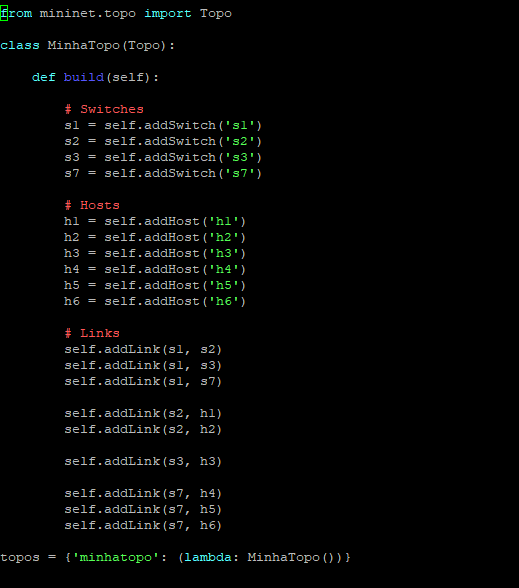 from mininet.topo import Topo

class MinhaTopo(Topo):

    def build(self):

        # Switches
        s1 = self.addSwitch('s1')
        s2 = self.addSwitch('s2')
        s3 = self.addSwitch('s3')
        s7 = self.addSwitch('s7')

        # Hosts
        h1 = self.addHost('h1')
        h2 = self.addHost('h2')
        h3 = self.addHost('h3')
        h4 = self.addHost('h4')
        h5 = self.addHost('h5')
        h6 = self.addHost('h6')

        # Links
        self.addLink(s1, s2)
        self.addLink(s1, s3)
        self.addLink(s1, s7)

        self.addLink(s2, h1)
        self.addLink(s2, h2)

        self.addLink(s3, h3)

        self.addLink(s7, h4)
        self.addLink(s7, h5)
        self.addLink(s7, h6)

topos = {'minhatopo': (lambda: MinhaTopo())}